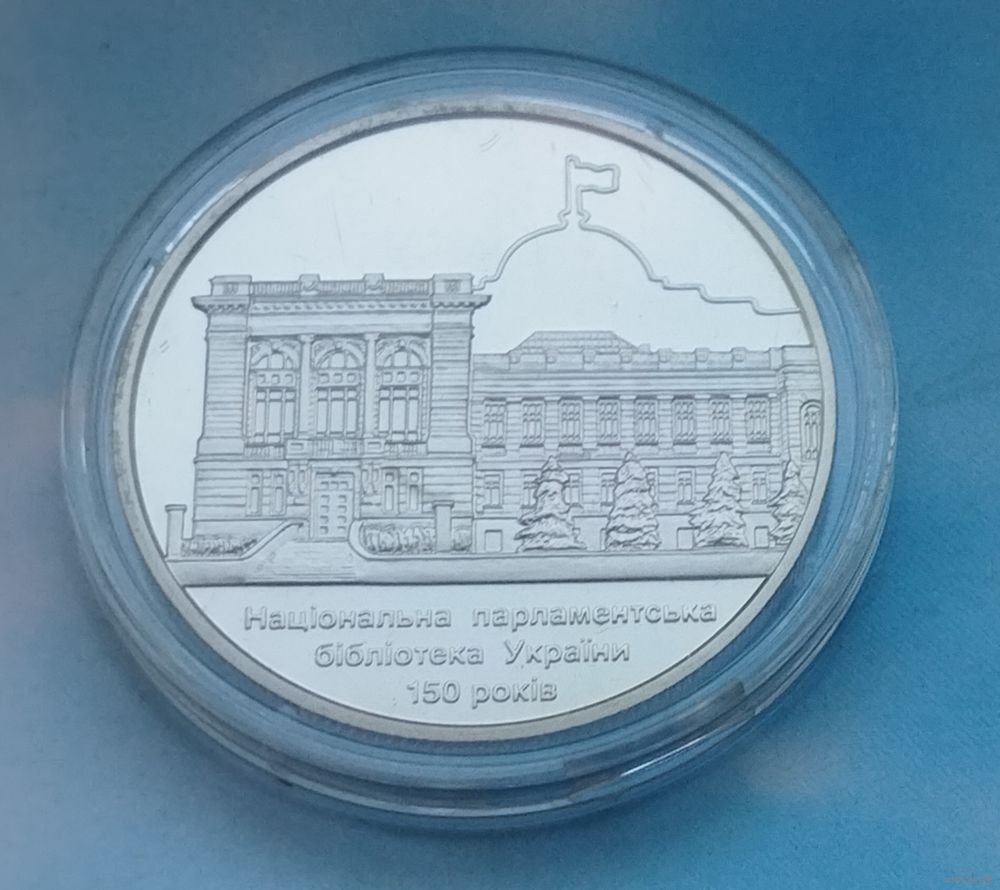 Національна парламентська
бібліотека України
150 років